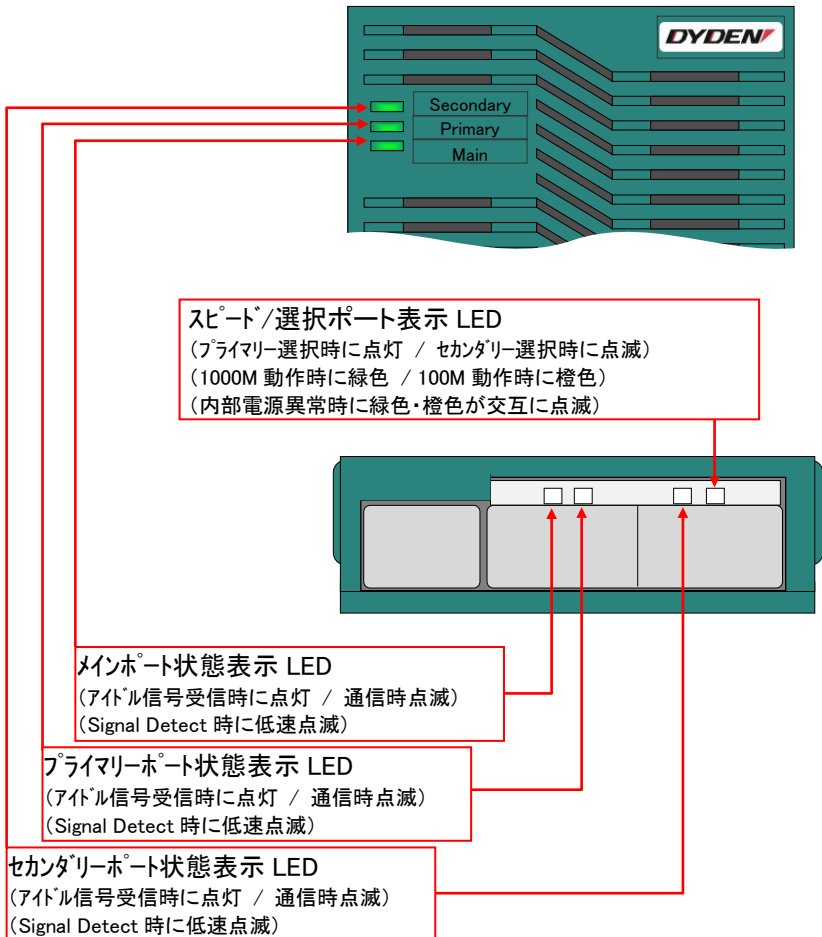 DYDEN
Secondary
Primary
Main
スピード/選択ポート表示 LED
(プライマリー選択時に点灯 / セカンダリー選択時に点滅)
(1000M 動作時に緑色 / 100M 動作時に橙色)
(内部電源異常時に緑色・橙色が交互に点滅)
メインポート状態表示 LED
(アイドル信号受信時に点灯 / 通信時点滅)
(Signal Detect 時に低速点滅)
プライマリーポート状態表示 LED
(アイドル信号受信時に点灯 / 通信時点滅)
(Signal Detect 時に低速点滅)
セカンダリーポート状態表示 LED
(アイドル信号受信時に点灯 / 通信時点滅)
(Signal Detect 時に低速点滅)